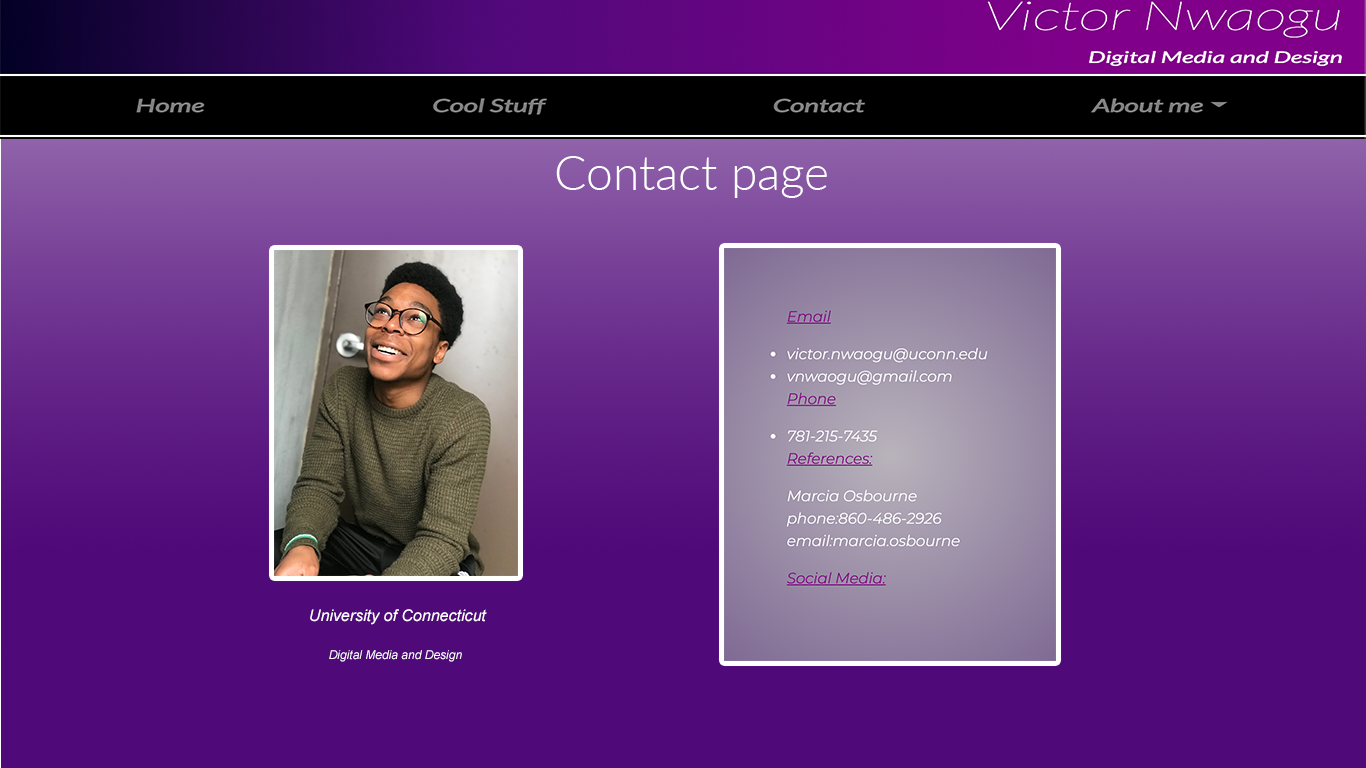 Victor Nwaogu
Digital Media and Design
Home
Cool Stuff
Contact
About me
Contact page
Email
victor.nwaogu@uconn.edu
vnwaogu@gmail.com
Phone
781-215-7435
References:
Marcia Osbourne
phone:860-486-2926
email:marcia.osbourne
Social Media:
University of Connecticut
Digital Media and Design